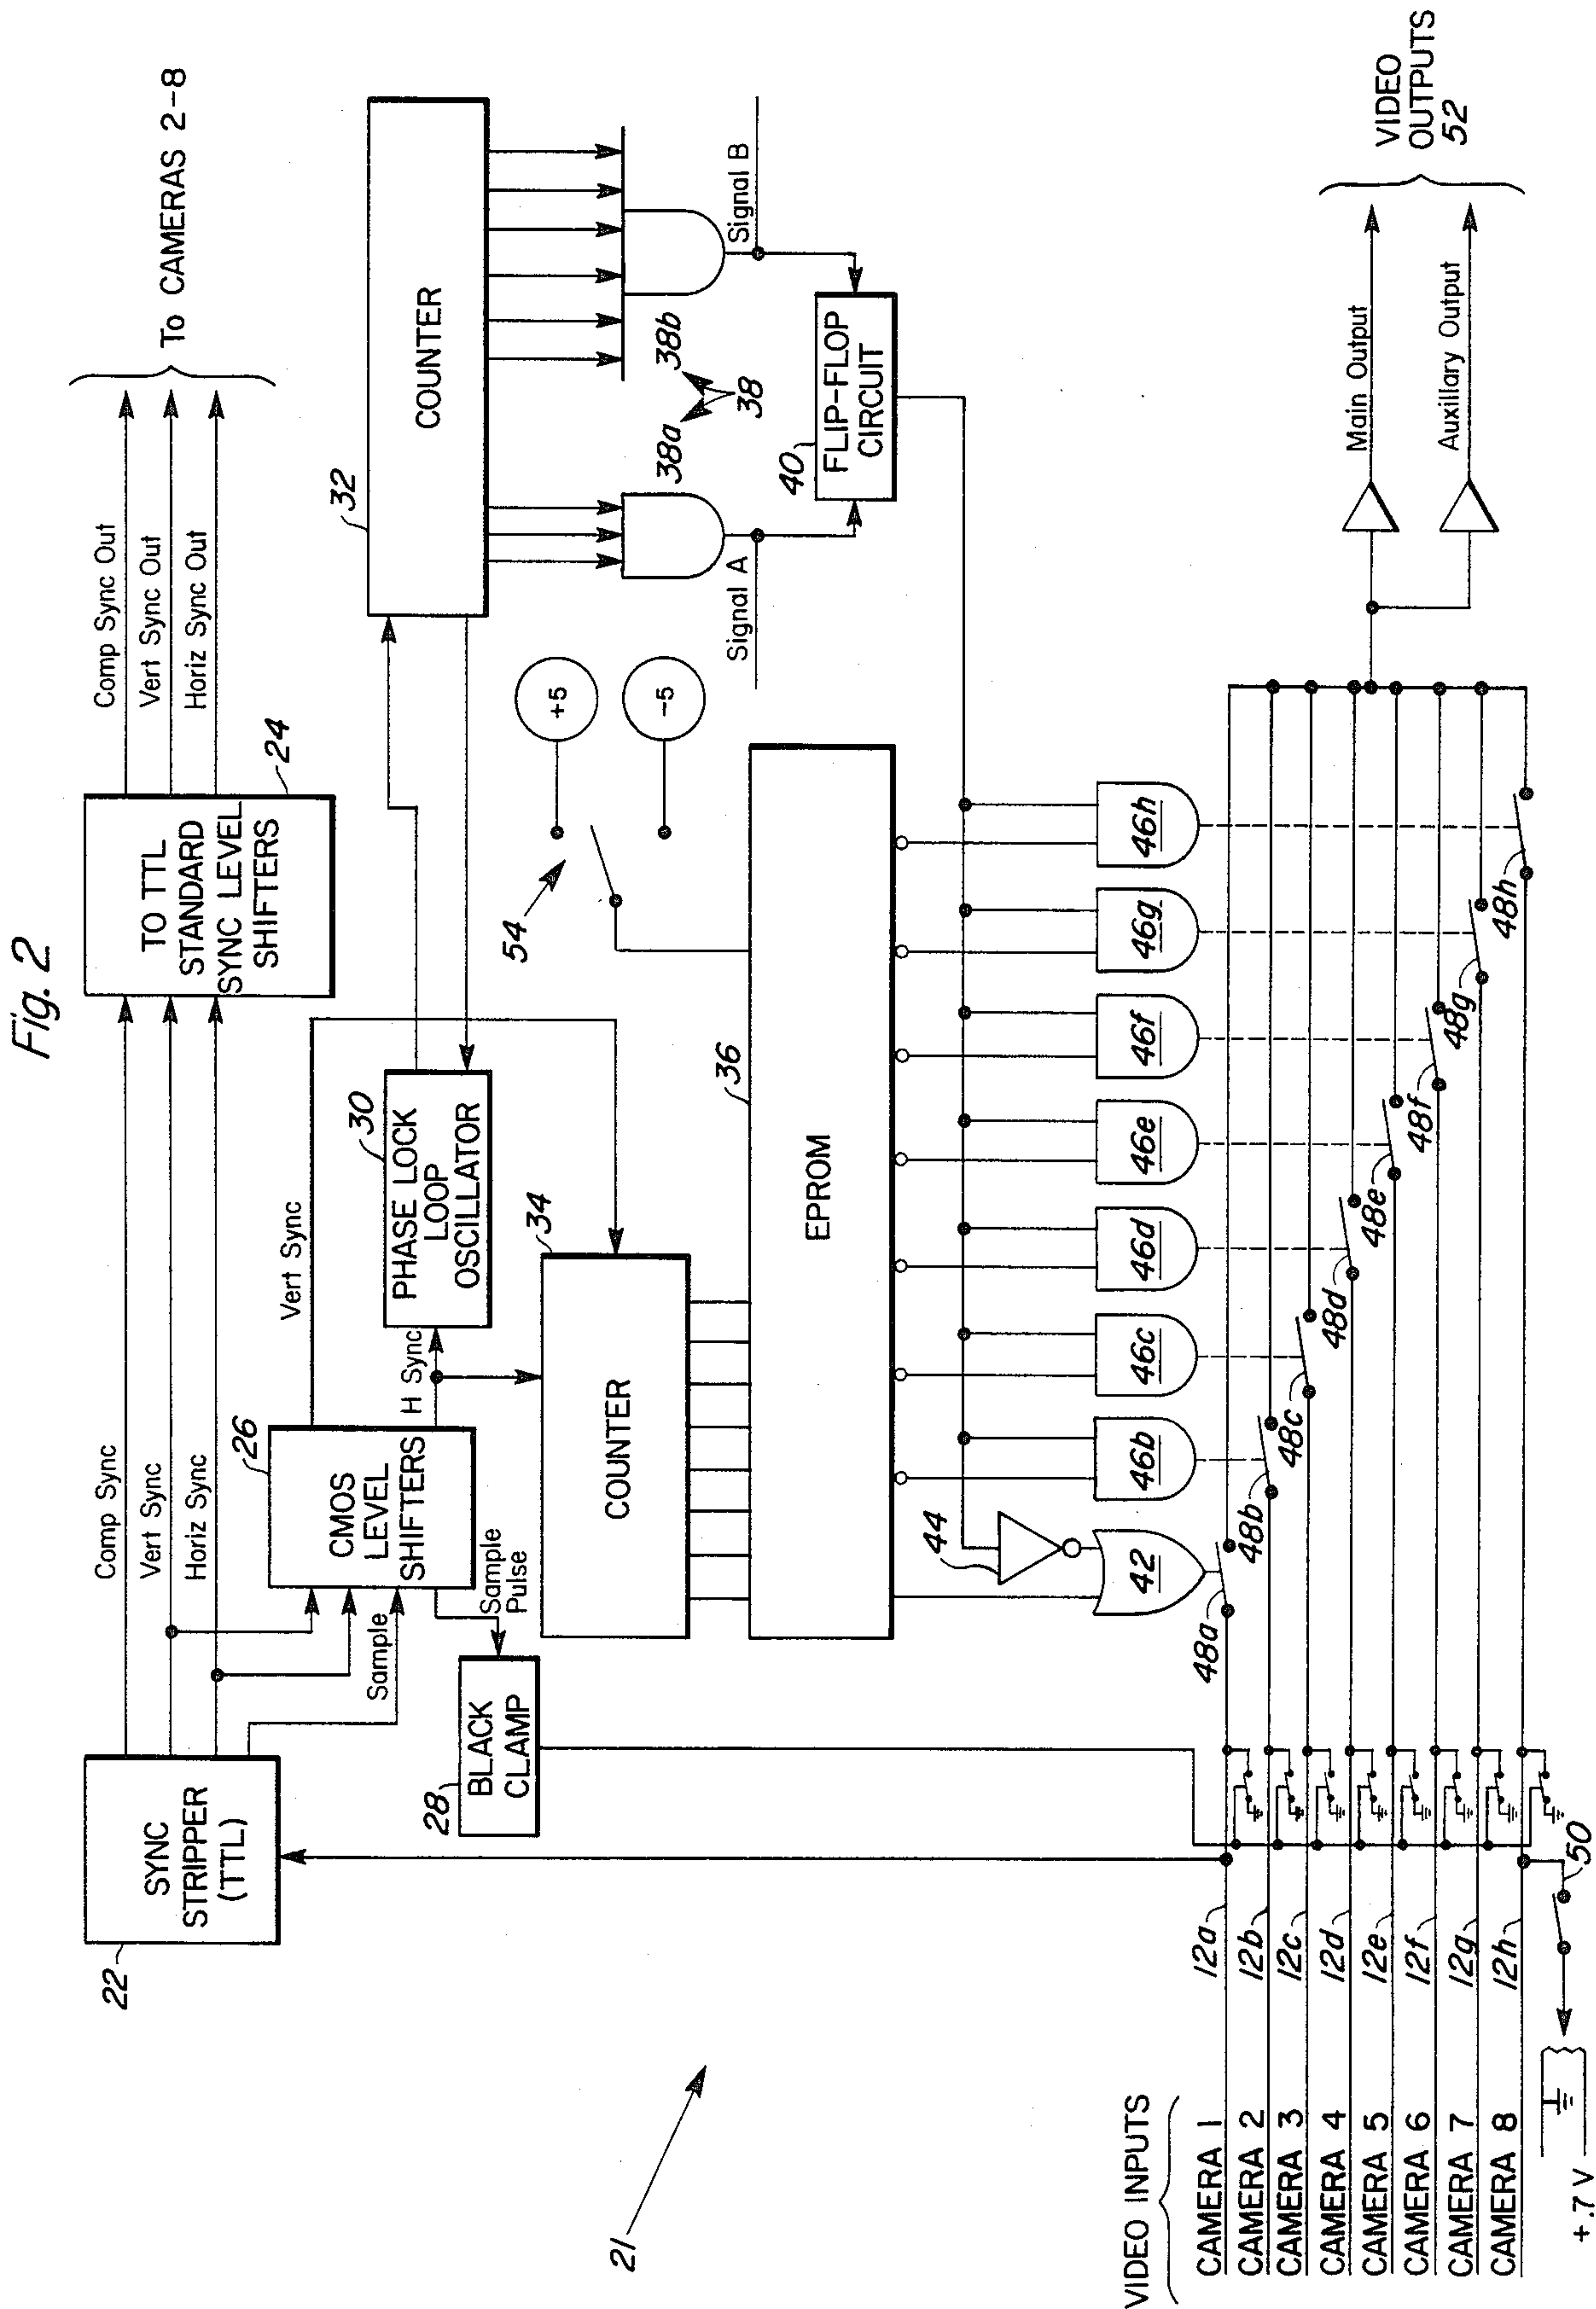 Fig. 2
22
SYNC
STRIPPER
(TTL)
Comp Sync
Vert Sync
Horiz Sync
TO TTL
STANDARD
SYNC LEVEL
SHIFTERS
24
Comp Sync Out
Vert Sync Out
Horiz Sync Out
To CAMERAS 2-8
Sample
26
CMOS
LEVEL
SHIFTERS
Sample
Pulse
Vert Sync
H Sync
28
BLACK
CLAMP
30
PHASE LOCK
LOOP
OSCILLATOR
32
COUNTER
34
COUNTER
54
+5
-5
38a
38b
38
Signal A
Signal B
40
FLIP-FLOP
CIRCUIT
36
EPROM
21
44
42
46b
46c
46d
46e
46f
46g
46h
48a
48b
48c
48d
48e
48f
48g
48h
VIDEO INPUTS
CAMERA 1
CAMERA 2
CAMERA 3
CAMERA 4
CAMERA 5
CAMERA 6
CAMERA 7
CAMERA 8
12a
12b
12c
12d
12e
12f
12g
12h
+.7 V
50
Main Output
Auxillary Output
VIDEO
OUTPUTS
52